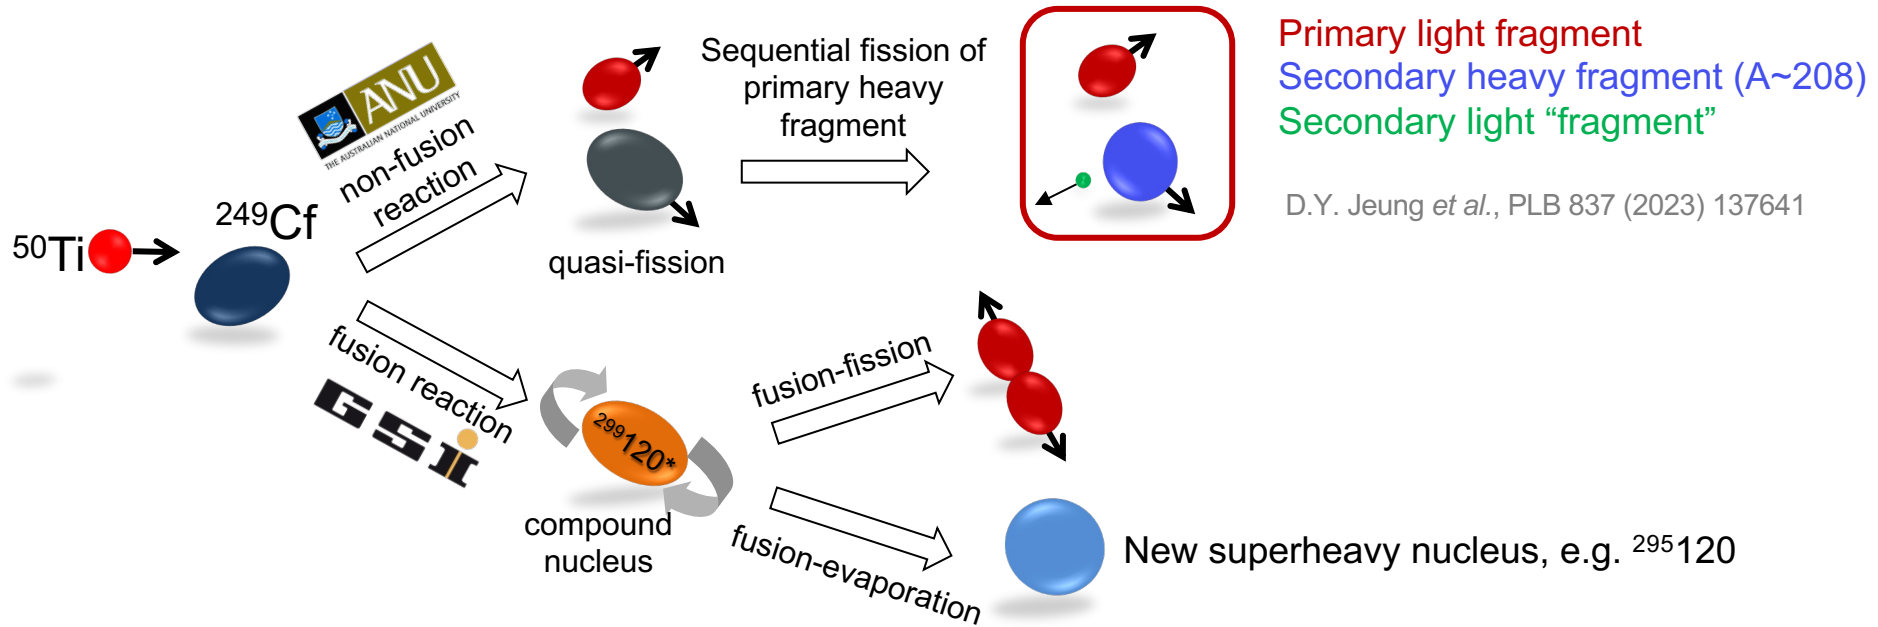 ⁵⁰Ti
²⁴⁹Cf
ANU
THE AUSTRALIAN NATIONAL UNIVERSITY
non-fusion
reaction
quasi-fission
Sequential fission of
primary heavy
fragment
Primary light fragment
Secondary heavy fragment (A~208)
Secondary light “fragment”
D.Y. Jeung et al., PLB 837 (2023) 137641
fusion reaction
GSi
²⁹⁹120*
compound
nucleus
fusion-fission
fusion-evaporation
New superheavy nucleus, e.g. ²⁹⁵120